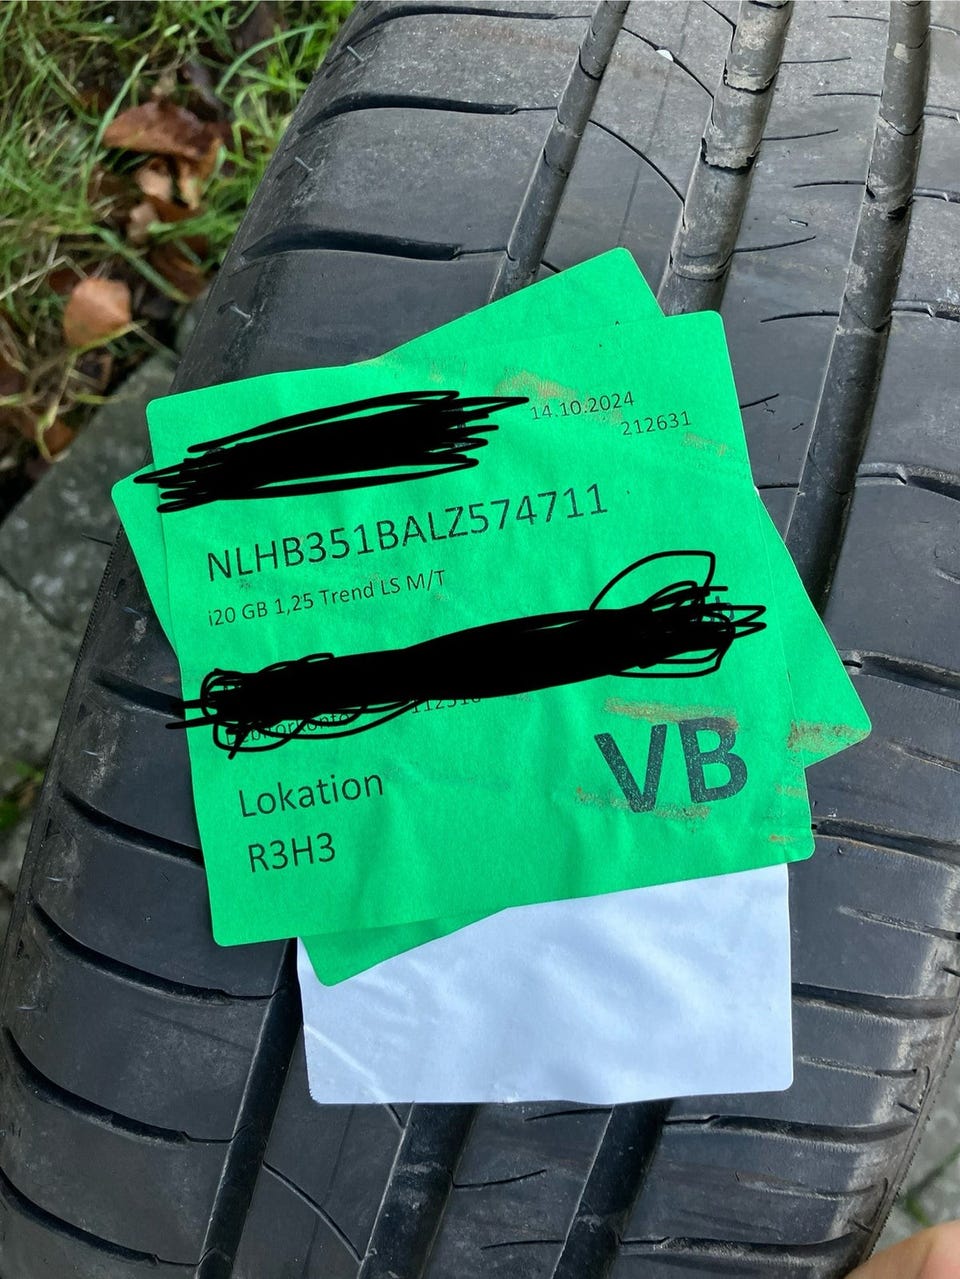 14.10.2024
212631
NLHB351BALZ574711
i20 GB 1,25 Trend LS M/T
Lokation
VB
R3H3